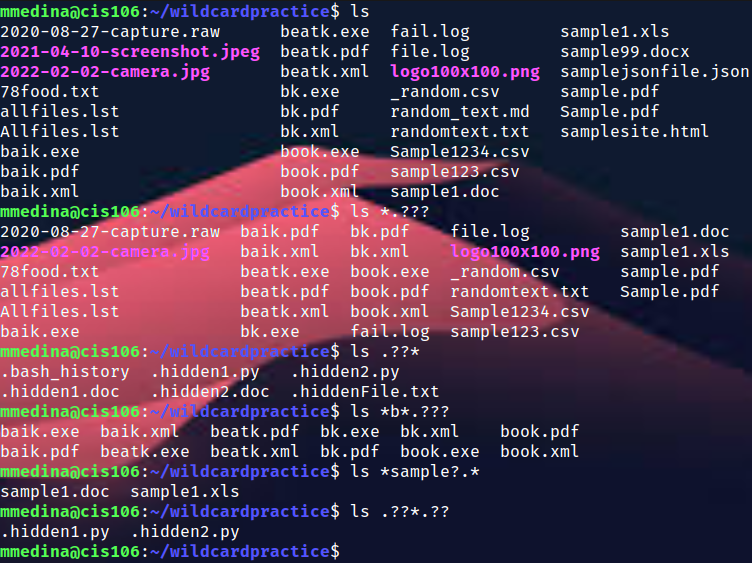 mmedina@cis106:~/wildcardpractice$ ls
2020-08-27-capture.raw      beatk.exe  fail.log          sample1.xls
2021-04-10-screenshot.jpeg  beatk.pdf  file.log          sample99.docx
2022-02-02-camera.jpg       beatk.xml  logo100x100.png   samplejsonfile.json
78food.txt                  bk.exe     _random.csv       sample.pdf
allfiles.lst                bk.pdf     random_text.md    Sample.pdf
Allfiles.lst                bk.xml     randomtext.txt    samplesite.html
baik.exe                    book.exe   Sample1234.csv
baik.pdf                    book.pdf   sample123.csv
baik.xml                    book.xml   sample1.doc
mmedina@cis106:~/wildcardpractice$ ls *.???
2020-08-27-capture.raw  baik.pdf   bk.pdf    file.log         sample1.doc
2022-02-02-camera.jpg   baik.xml   bk.xml    logo100x100.png  sample1.xls
78food.txt              beatk.exe  book.exe  _random.csv      sample.pdf
allfiles.lst            beatk.pdf  book.pdf  randomtext.txt   Sample.pdf
Allfiles.lst            beatk.xml  book.xml  Sample1234.csv
baik.exe                bk.exe     fail.log  sample123.csv
mmedina@cis106:~/wildcardpractice$ ls .??*
.bash_history  .hidden1.py   .hidden2.py
.hidden1.doc   .hidden2.doc  .hiddenFile.txt
mmedina@cis106:~/wildcardpractice$ ls *b*.???
baik.exe  baik.xml   beatk.pdf  bk.exe  bk.xml    book.pdf
baik.pdf  beatk.exe  beatk.xml  bk.pdf  book.exe  book.xml
mmedina@cis106:~/wildcardpractice$ ls *sample?.*
sample1.doc  sample1.xls
mmedina@cis106:~/wildcardpractice$ ls .??*.??
.hidden1.py  .hidden2.py
mmedina@cis106:~/wildcardpractice$